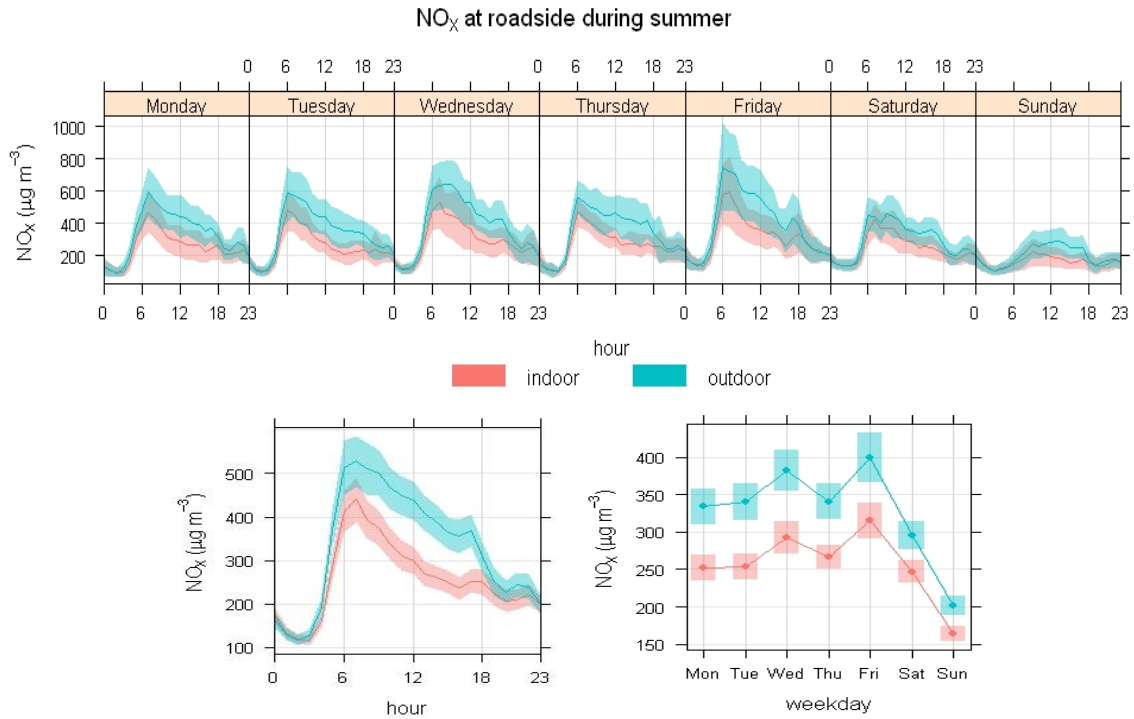 NOX at roadside during summer
0 6 12 18 23 0 6 12 18 23 0 6 12 18 23
Monday Tuesday Wednesday Thursday Friday Saturday Sunday
1000
800
600
400
200
NOX (µg m−3)
0 6 12 18 0 6 12 18 23 0 6 12 18 23 0 6 12 18 23
hour
indoor outdoor
500
400
300
200
100
NOX (µg m−3)
0 6 12 18 23
hour
400
350
300
250
200
150
NOX (µg m−3)
Mon Tue Wed Thu Fri Sat Sun
weekday